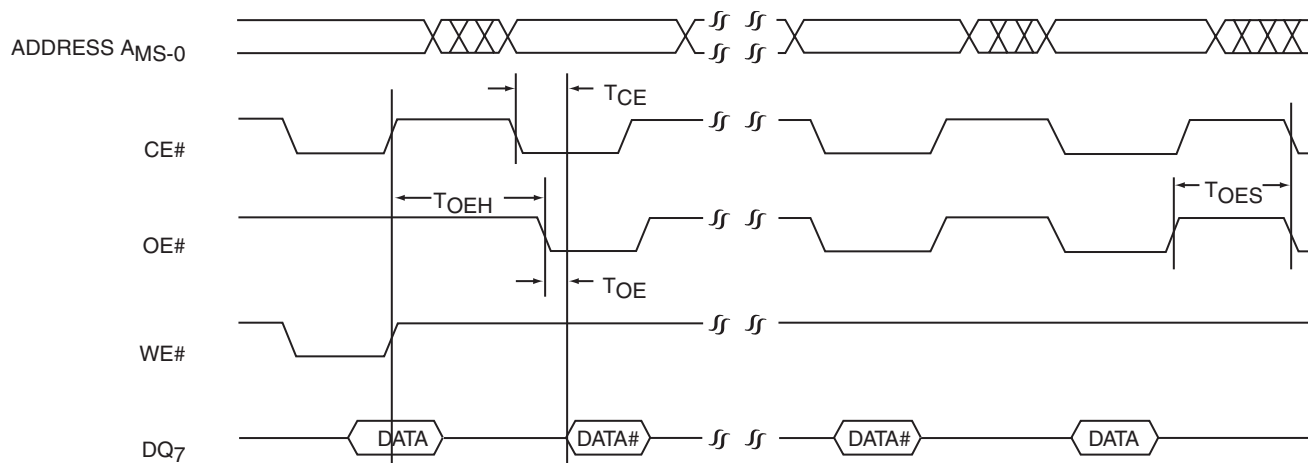 ADDRESS AMS-0
TCE
CE#
TOEH
TOES
OE#
TOE
WE#
DATA DATA# DATA# DATA
DQ7